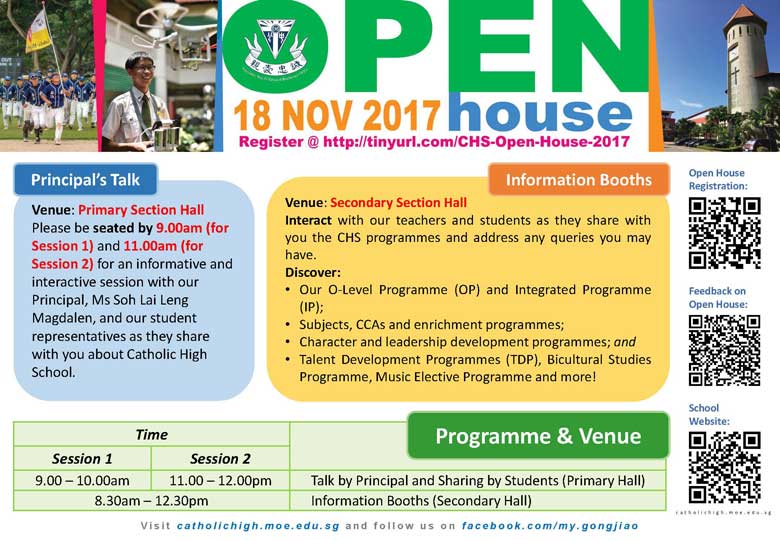 OPEN
18 NOV 2017 house
Register @ http://tinyurl.com/CHS-Open-House-2017
Principal's Talk
Venue: Primary Section Hall
Please be seated by 9.00am (for
Session 1) and 11.00am (for
Session 2) for an informative and
interactive session with our
Principal, Ms Soh Lai Leng
Magdalen, and our student
representatives as they share
with you about Catholic High
School.
Information Booths
Venue: Secondary Section Hall
Interact with our teachers and students as they share with
you the CHS programmes and address any queries you may
have.
Discover:
• Our O-Level Programme (OP) and Integrated Programme
(IP);
• Subjects, CCAs and enrichment programmes;
• Character and leadership development programmes; and
• Talent Development Programmes (TDP), Bicultural Studies
Programme, Music Elective Programme and more!
Open House
Registration:
Feedback on
Open House:
School
Website:
catholichigh.moe.edu.sg
Programme & Venue
Time
Session 1 Session 2
9.00 – 10.00am 11.00 – 12.00pm Talk by Principal and Sharing by Students (Primary Hall)
8.30am – 12.30pm Information Booths (Secondary Hall)
Visit catholichigh.moe.edu.sg and follow us on facebook.com/my.gongjiao